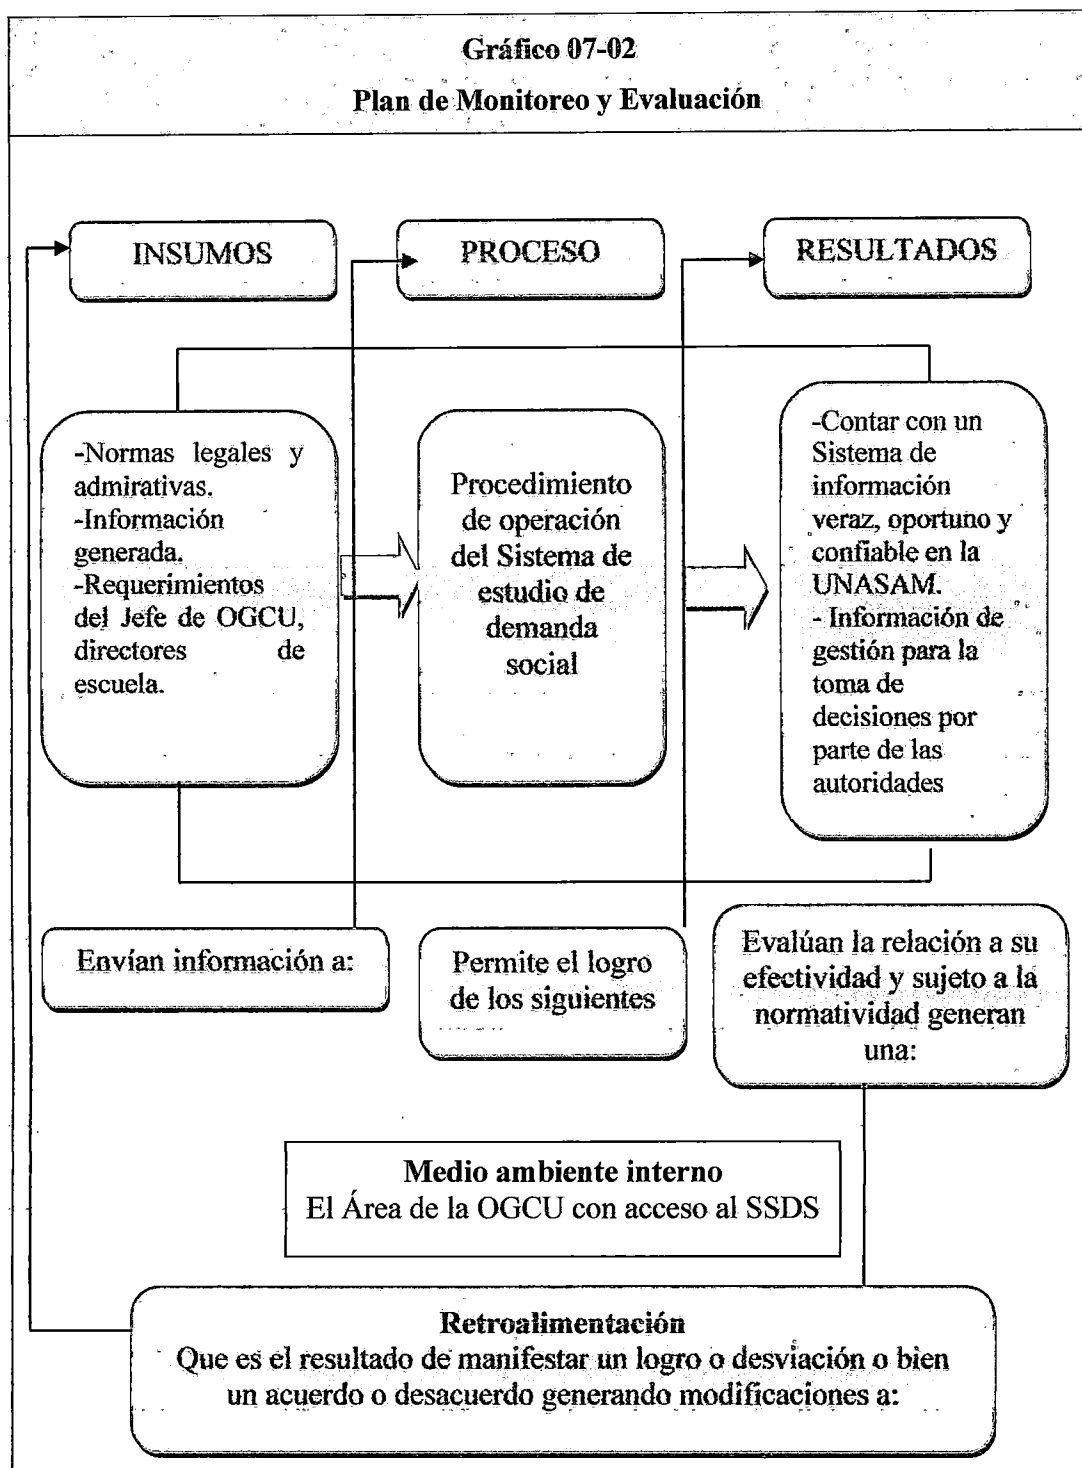 Gráfico 07-02
Plan de Monitoreo y Evaluación
INSUMOS
PROCESO
RESULTADOS
-Normas legales y
admirativas.
-Información
generada.
-Requerimientos
del Jefe de OGCU,
directores de
escuela.
Procedimiento
de operación
del Sistema de
estudio de
demanda
social
-Contar con un
Sistema de
información
veraz, oportuno y
confiable en la
UNASAM.
- Información de
gestión para la
toma de
decisiones por
parte de las
autoridades
Envían información a:
Permite el logro
de los siguientes
Evalúan la relación a su
efectividad y sujeto a la
normatividad generan
una:
Medio ambiente interno
El Área de la OGCU con acceso al SSDS
Retroalimentación
Que es el resultado de manifestar un logro o desviación o bien
un acuerdo o desacuerdo generando modificaciones a: